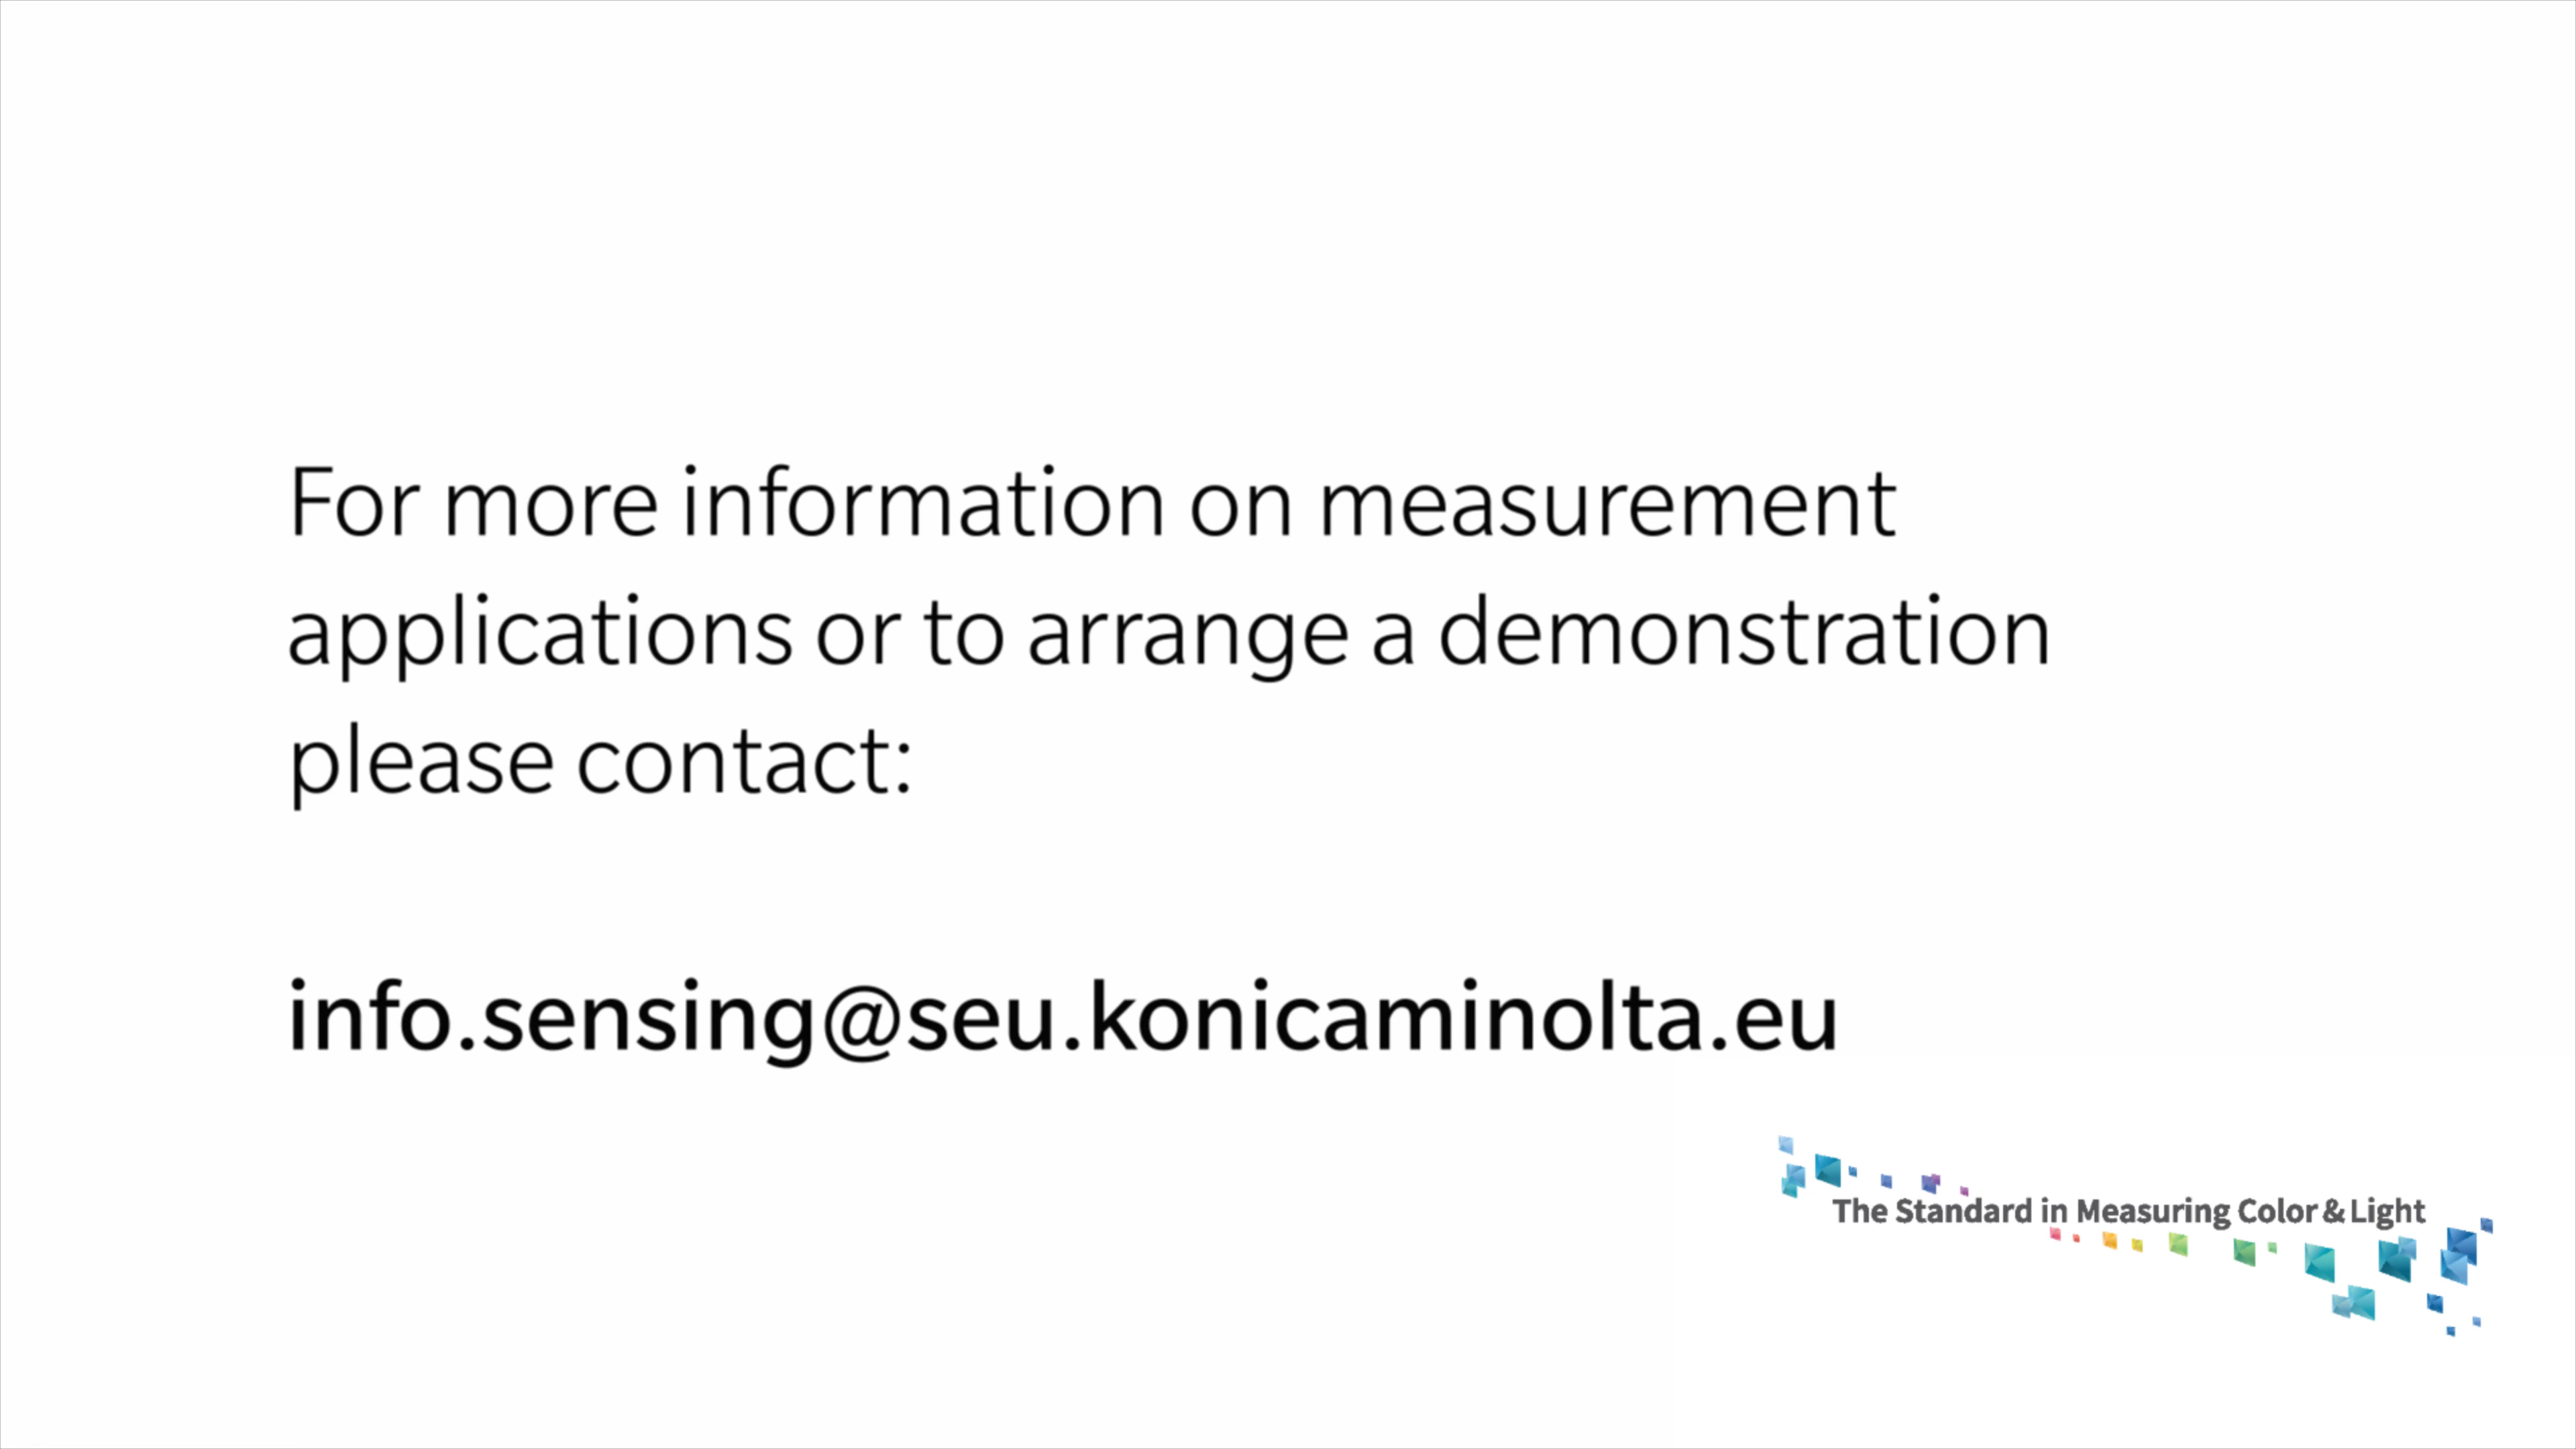 For more information on measurement
applications or to arrange a demonstration
please contact:
info.sensing@seu.konicaminolta.eu
The Standard in Measuring Color & Light